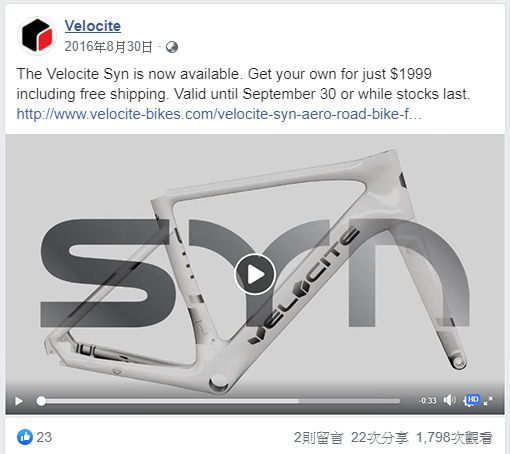 Velocite
2016年8月30日
The Velocite Syn is now available. Get your own for just $1999
including free shipping. Valid until September 30 or while stocks last.
http://www.velocite-bikes.com/velocite-syn-aero-road-bike-f...
syn
VELOCITE
-0:33
HD
23
2則留言 22次分享 1,798次觀看